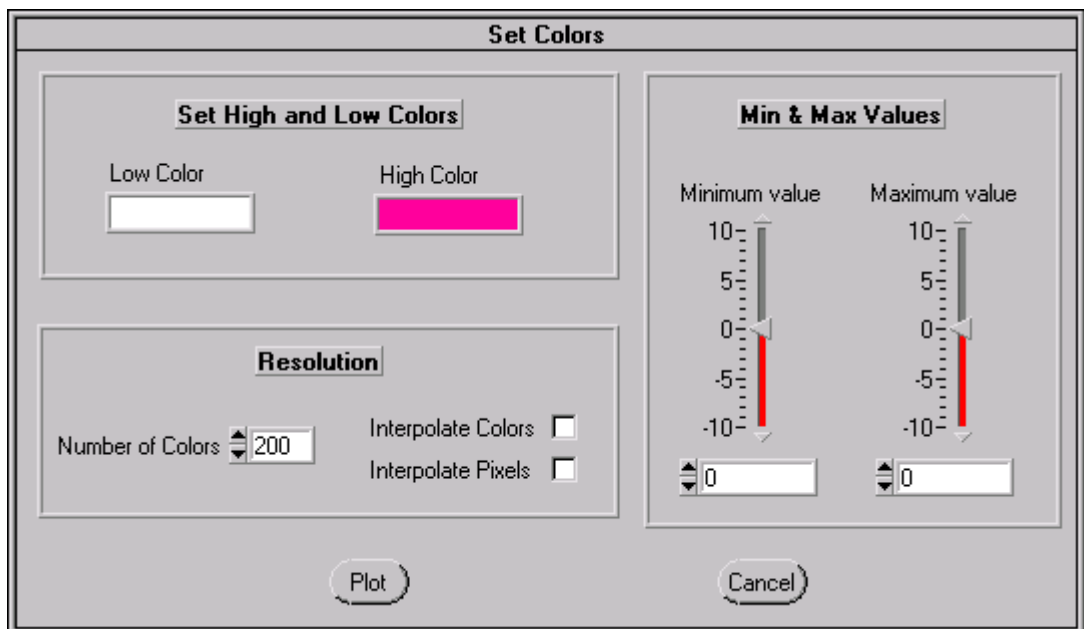 Set Colors
Set High and Low Colors
Low Color
High Color
Resolution
Number of Colors 200
Interpolate Colors
Interpolate Pixels
Min & Max Values
Minimum value
10
5
0
-5
-10
0
Maximum value
10
5
0
-5
-10
0
Plot
Cancel